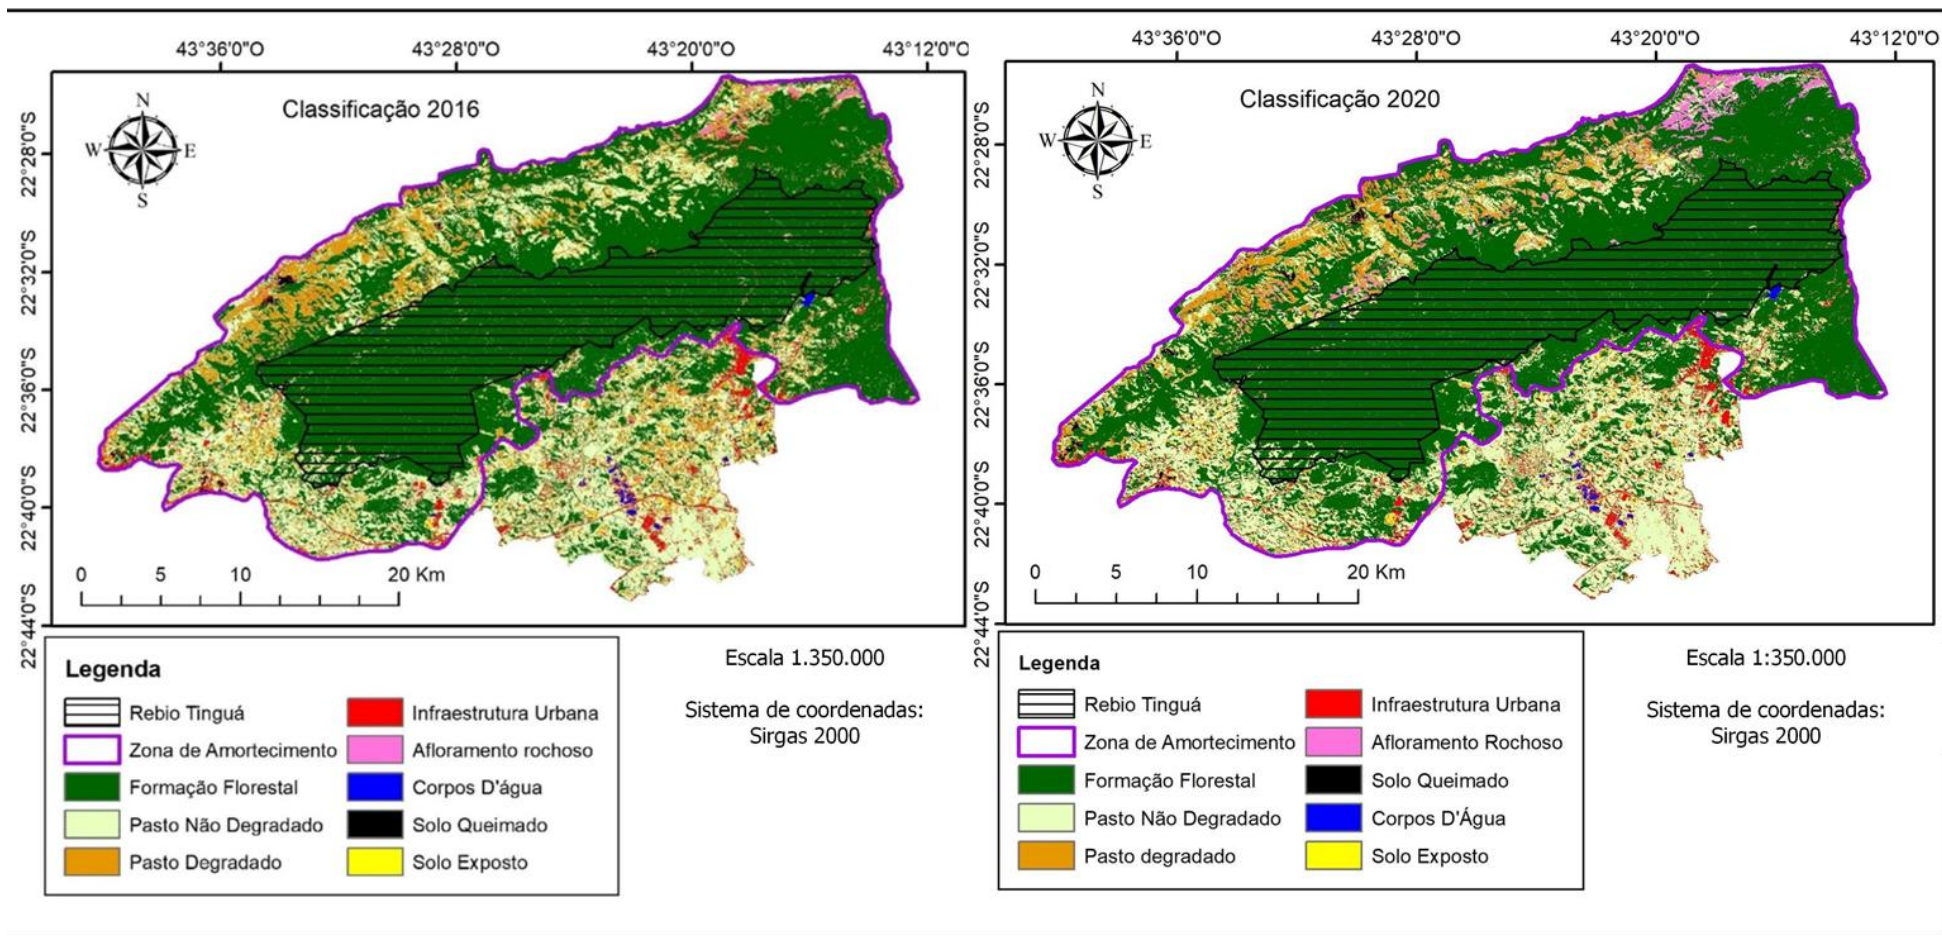 43°36'0"O 43°28'0"O 43°20'0"O 43°12'0"O
Classificação 2016
N
W E
S
22°28'0"S
22°32'0"S
22°36'0"S
22°40'0"S
22°44'0"S
0 5 10 20 Km
Legenda
Rebio Tinguá
Zona de Amortecimento
Formação Florestal
Pasto Não Degradado
Pasto Degradado
Infraestrutura Urbana
Afloramento rochoso
Corpos D'água
Solo Queimado
Solo Exposto
Escala 1.350.000
Sistema de coordenadas:
Sirgas 2000
43°36'0"O 43°28'0"O 43°20'0"O 43°12'0"O
Classificação 2020
N
W E
S
22°28'0"S
22°32'0"S
22°36'0"S
22°40'0"S
22°44'0"S
0 5 10 20 Km
Legenda
Rebio Tinguá
Zona de Amortecimento
Formação Florestal
Pasto Não Degradado
Pasto degradado
Infraestrutura Urbana
Afloramento Rochoso
Solo Queimado
Corpos D'Água
Solo Exposto
Escala 1:350.000
Sistema de coordenadas:
Sirgas 2000